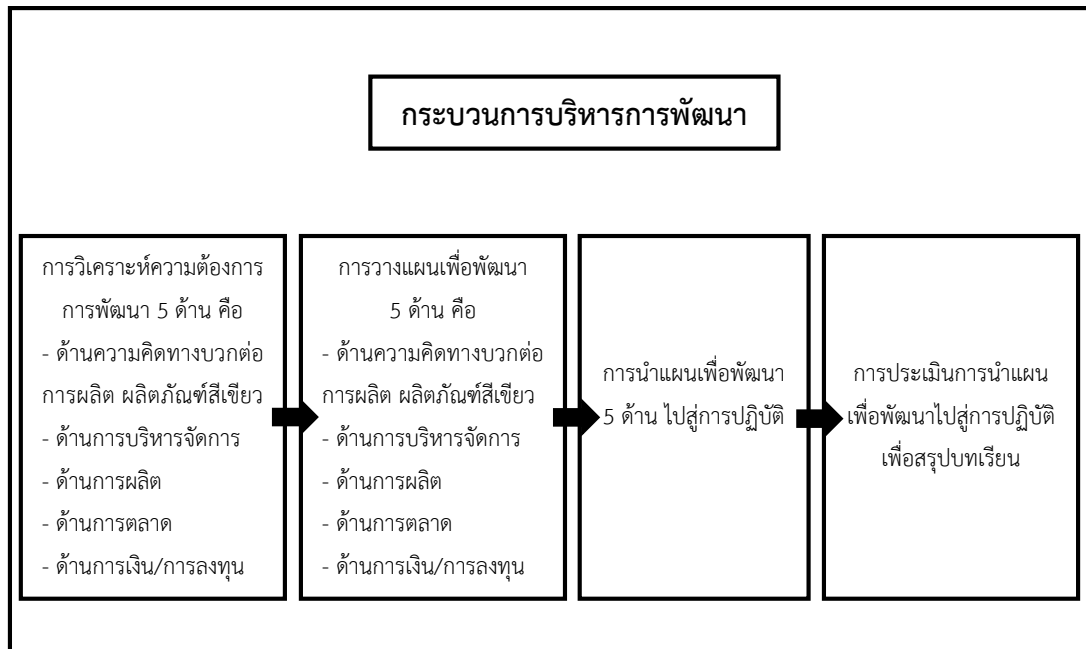 กระบวนการบริหารการพัฒนา
การวิเคราะห์ความต้องการ
การพัฒนา 5 ด้าน คือ
- ด้านความคิดทางบวกต่อ
การผลิต ผลิตภัณฑ์สีเขียว
- ด้านการบริหารจัดการ
- ด้านการผลิต
- ด้านการตลาด
- ด้านการเงิน/การลงทุน
การวางแผนเพื่อพัฒนา
5 ด้าน คือ
- ด้านความคิดทางบวกต่อ
การผลิต ผลิตภัณฑ์สีเขียว
- ด้านการบริหารจัดการ
- ด้านการผลิต
- ด้านการตลาด
- ด้านการเงิน/การลงทุน
การนำแผนเพื่อพัฒนา
5 ด้าน ไปสู่การปฏิบัติ
การประเมินการนำแผน
เพื่อพัฒนาไปสู่การปฏิบัติ
เพื่อสรุปบทเรียน